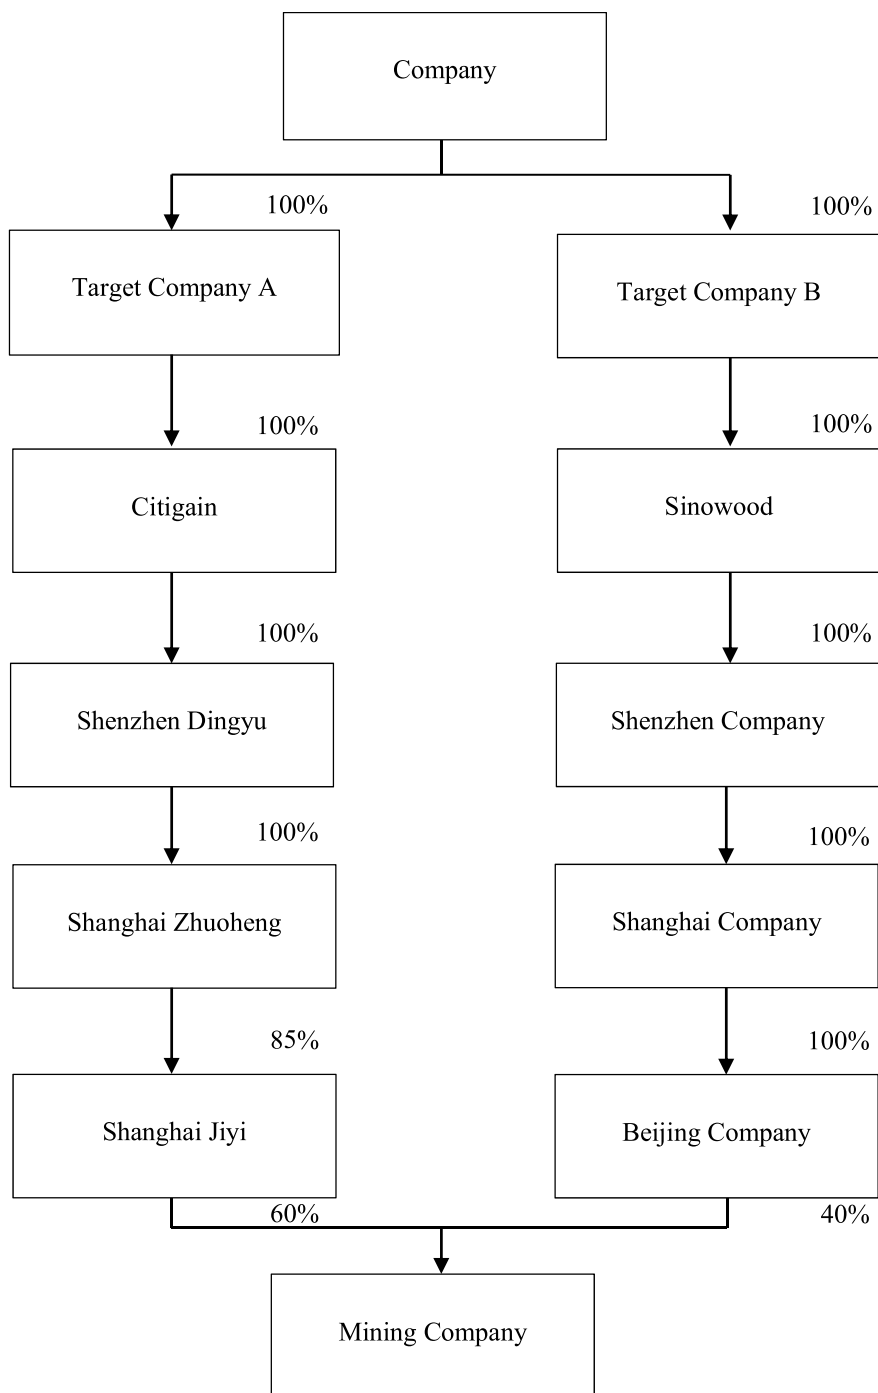 Company
100%
100%
Target Company A
Target Company B
100%
100%
Citigain
Sinowood
100%
100%
Shenzhen Dingyu
Shenzhen Company
100%
100%
Shanghai Zhuoheng
Shanghai Company
85%
100%
Shanghai Jiyi
Beijing Company
60%
40%
Mining Company